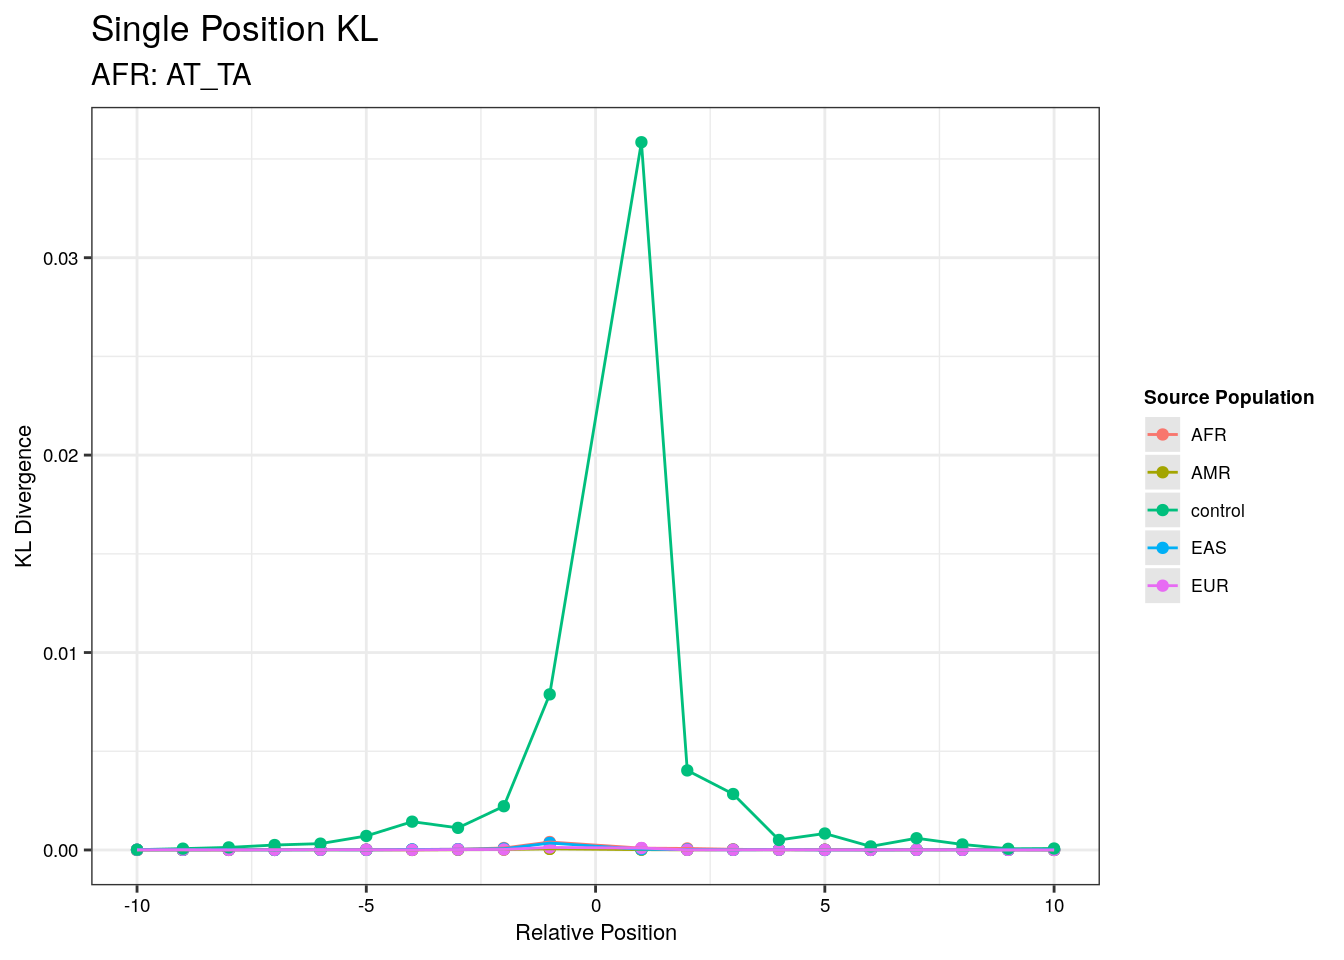 Single Position KL
AFR: AT_TA
KL Divergence
0.03
0.02
0.01
0.00
-10
-5
0
5
10
Relative Position
Source Population
AFR
AMR
control
EAS
EUR